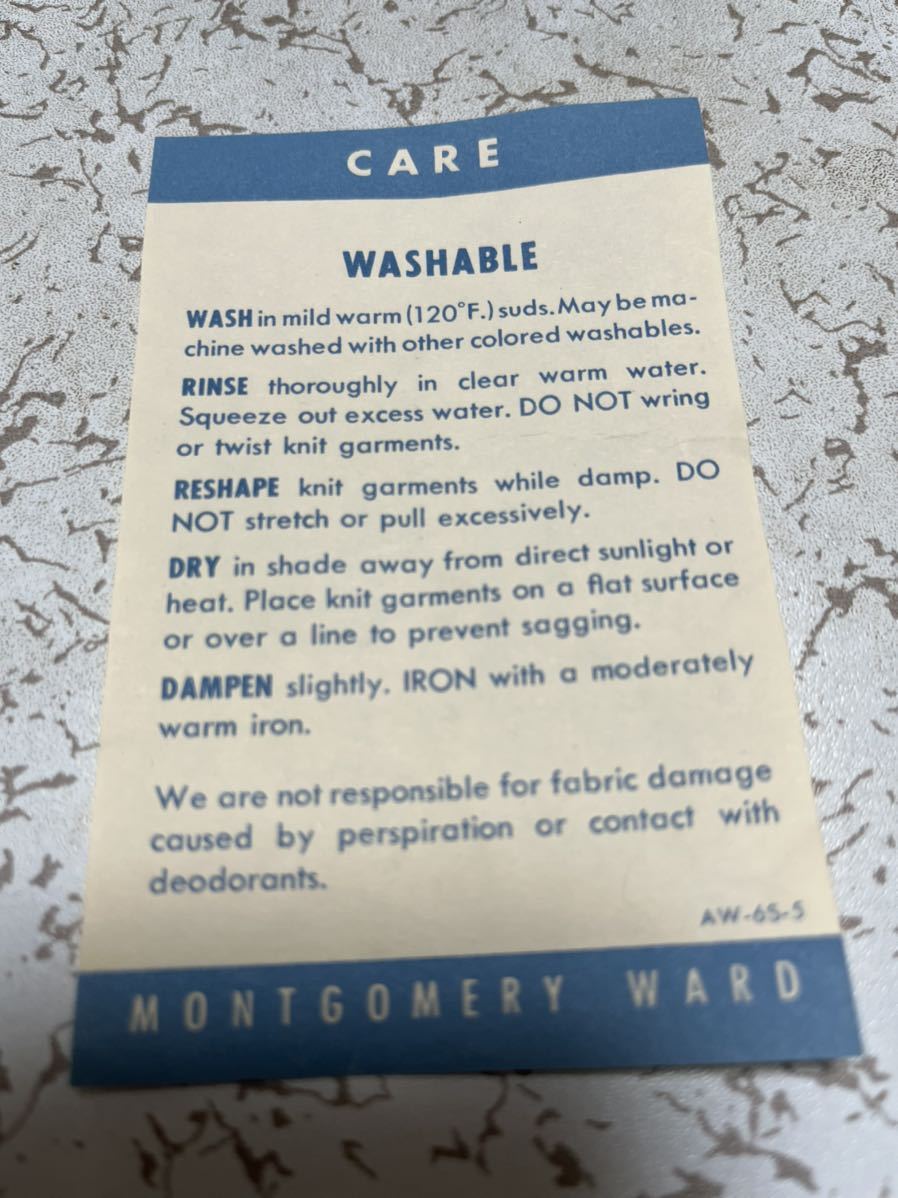 CARE
WASHABLE
WASH in mild warm (120°F.) suds. May be ma-
chine washed with other colored washables.
RINSE thoroughly in clear warm water.
Squeeze out excess water. DO NOT wring
or twist knit garments.
RESHAPE knit garments while damp. DO
NOT stretch or pull excessively.
DRY in shade away from direct sunlight or
heat. Place knit garments on a flat surface
or over a line to prevent sagging.
DAMPEN slightly. IRON with a moderately
warm iron.
We are not responsible for fabric damage
caused by perspiration or contact with
deodorants.
AW-6S-5
MONTGOMERY WARD